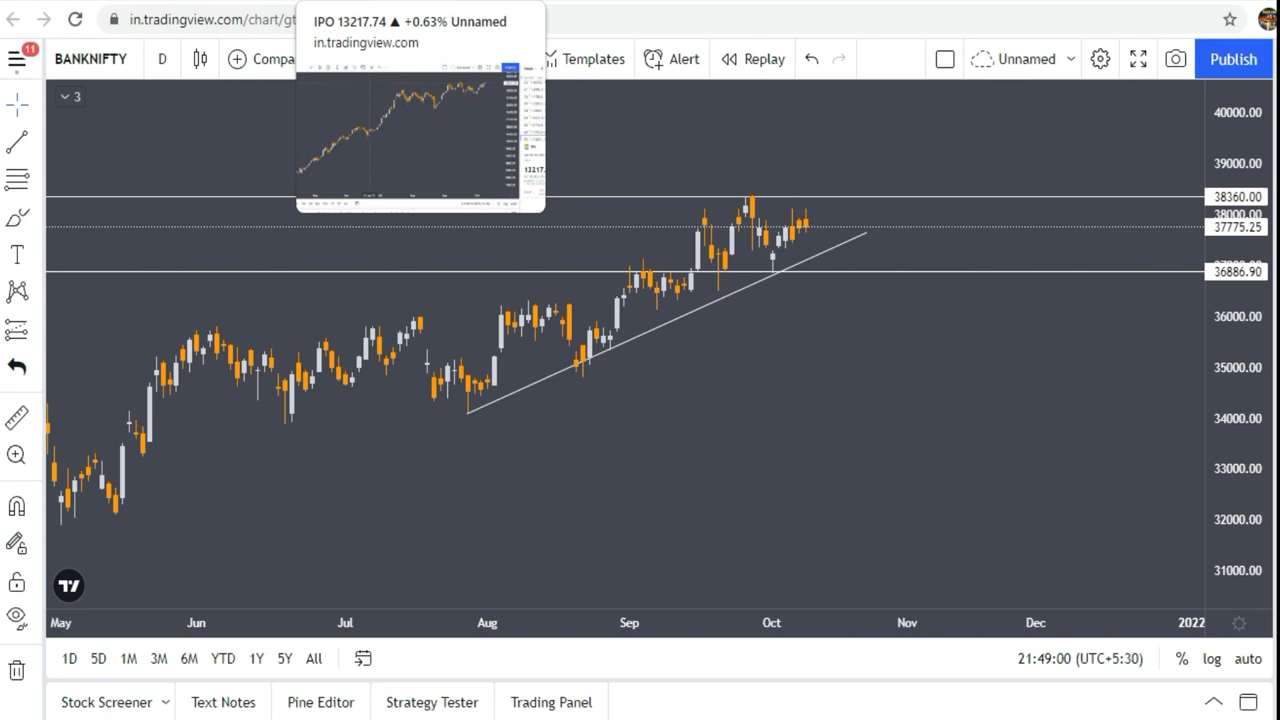 in.tradingview.com/chart/gt
IPO 13217.74 ▲ +0.63% Unnamed
in.tradingview.com
11
BANKNIFTY
D
Compa
Templates
Alert
Replay
Unnamed
Publish
3
13217.
40000.00
39000.00
38360.00
38000.00
37775.25
36886.90
36000.00
35000.00
34000.00
33000.00
32000.00
31000.00
May Jun Jul Aug Sep Oct Nov Dec 2022
1D 5D 1M 3M 6M YTD 1Y 5Y All
21:49:00 (UTC+5:30) % log auto
Stock Screener Text Notes Pine Editor Strategy Tester Trading Panel